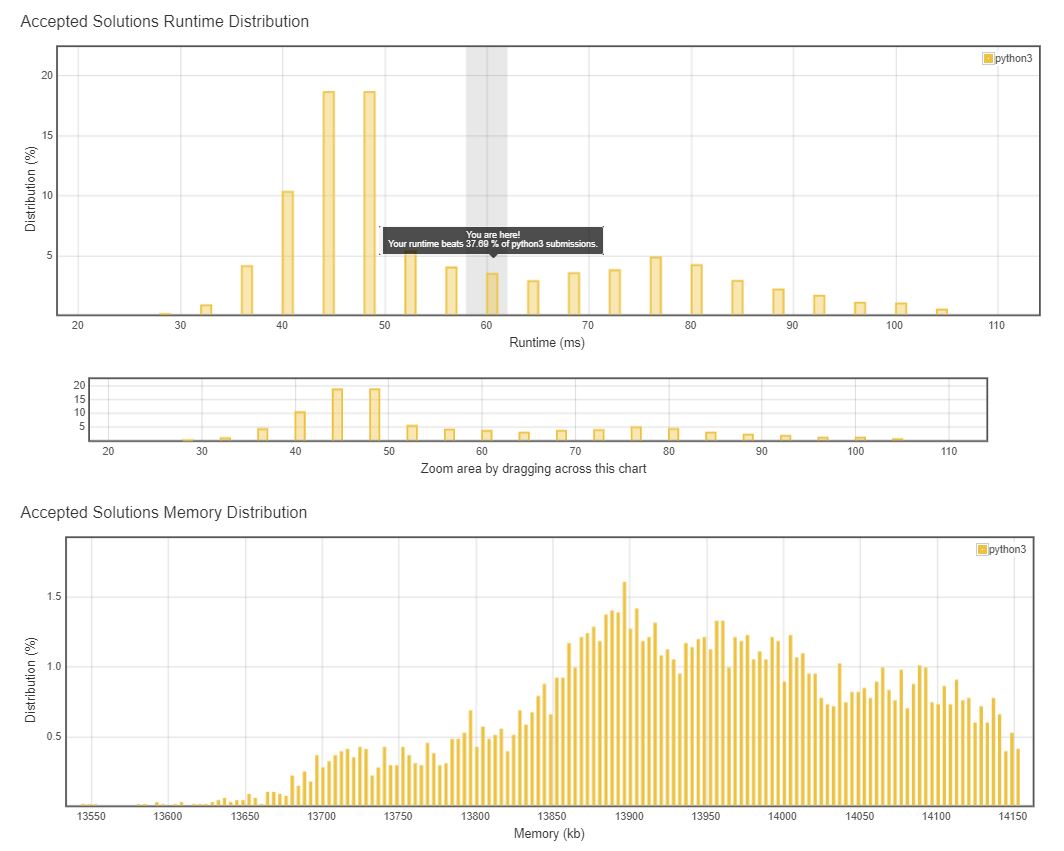 Accepted Solutions Runtime Distribution
python3
20
15
10
5
Distribution (%)
You are here!
Your runtime beats 37.69 % of python3 submissions.
20 30 40 50 60 70 80 90 100 110
Runtime (ms)
20
15
10
5
20 30 40 50 60 70 80 90 100 110
Zoom area by dragging across this chart
Accepted Solutions Memory Distribution
python3
1.5
1.0
0.5
Distribution (%)
13550 13600 13650 13700 13750 13800 13850 13900 13950 14000 14050 14100 14150
Memory (kb)